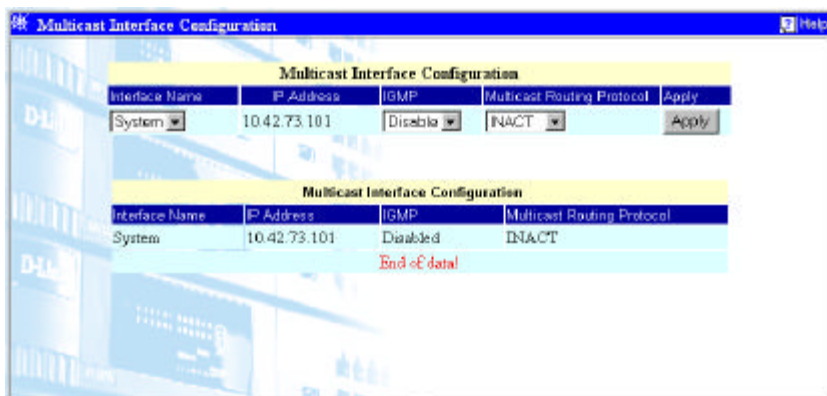 Multicast Interface Configuration Help
Multicast Interface Configuration
Interface Name IP Address IGMP Multicast Routing Protocol Apply
System 10.42.73.101 Disable INACT Apply
Multicast Interface Configuration
Interface Name IP Address IGMP Multicast Routing Protocol
System 10.42.73.101 Disabled INACT
End of data!